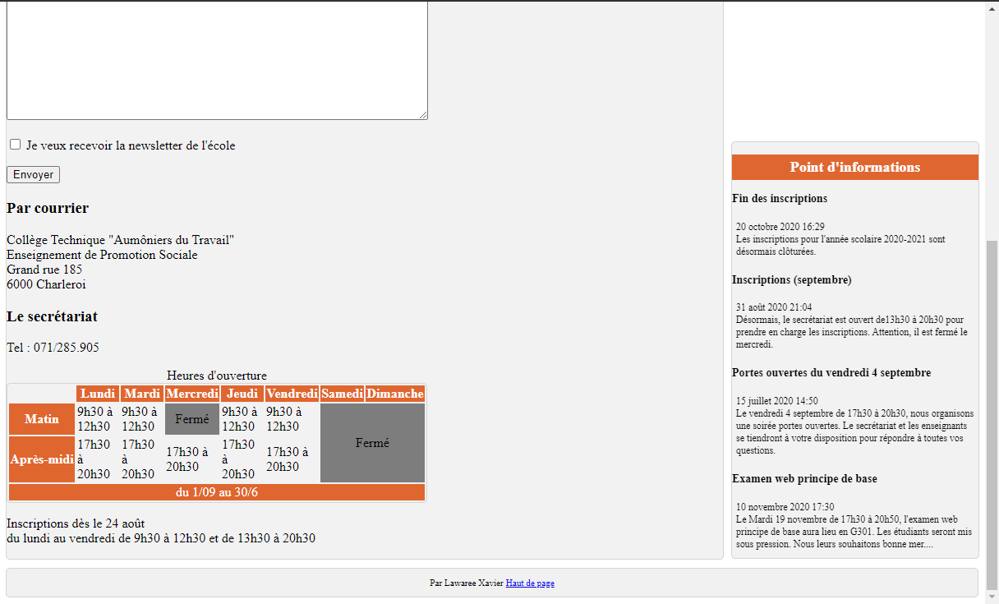 Je veux recevoir la newsletter de l'école
Envoyer
Par courrier
Collège Technique "Aumôniers du Travail"
Enseignement de Promotion Sociale
Grand rue 185
6000 Charleroi
Le secrétariat
Tel : 071/285.905
Heures d'ouverture
Lundi Mardi Mercredi Jeudi Vendredi Samedi Dimanche
Matin 9h30 à 12h30 9h30 à 12h30 Fermé 9h30 à 12h30 9h30 à 12h30 Fermé
Après-midi 17h30 à 20h30 17h30 à 20h30 17h30 à 20h30 17h30 à 20h30 17h30 à 20h30
du 1/09 au 30/6
Inscriptions dès le 24 août
du lundi au vendredi de 9h30 à 12h30 et de 13h30 à 20h30
Point d'informations
Fin des inscriptions
20 octobre 2020 16:29
Les inscriptions pour l'année scolaire 2020-2021 sont
désormais clôturées.
Inscriptions (septembre)
31 août 2020 21:04
Désormais, le secrétariat est ouvert de13h30 à 20h30 pour
prendre en charge les inscriptions. Attention, il est fermé le
mercredi.
Portes ouvertes du vendredi 4 septembre
15 juillet 2020 14:50
Le vendredi 4 septembre de 17h30 à 20h30, nous organisons
une soirée portes ouvertes. Le secrétariat et les enseignants
se tiendront à votre disposition pour répondre à toutes vos
questions.
Examen web principe de base
10 novembre 2020 17:30
Le Mardi 19 novembre de 17h30 à 20h50, l'examen web
principe de base aura lieu en G301. Les étudiants seront mis
sous pression. Nous leurs souhaitons bonne mer....
Par Lawaree Xavier Haut de page